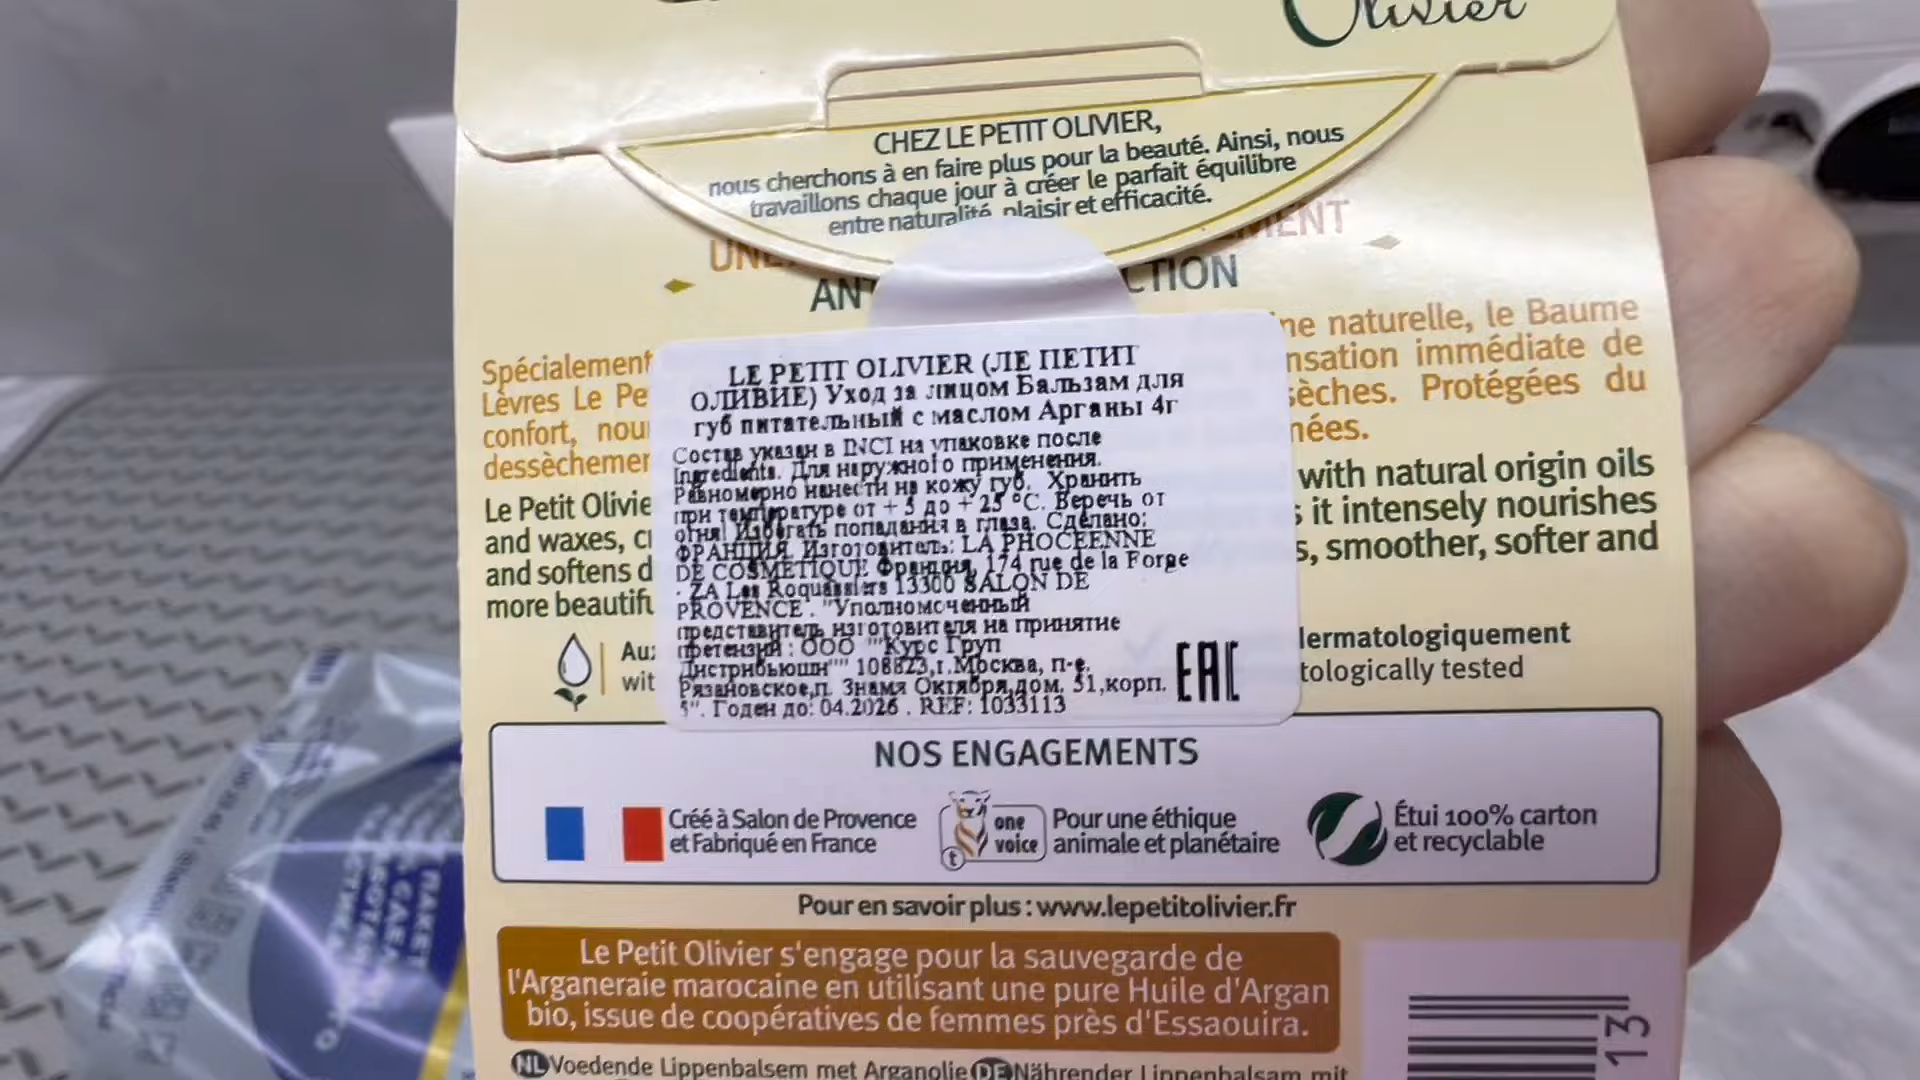 Olivier
CHEZ LE PETIT OLIVIER,
nous cherchons à en faire plus pour la beauté. Ainsi, nous
travaillons chaque jour à créer le parfait équilibre
entre naturalité, plaisir et efficacité.
Spécialement
Lèvres Le Pe
confort, nou
dessèchemen
ne naturelle, le Baume
nsation immédiate de
sèches. Protégées du
nées.
Le Petit Olivie
and waxes, ci
and softens d
more beautifu
with natural origin oils
s it intensely nourishes
s, smoother, softer and
LE PETIT OLIVIER (ЛЕ ПЕТИТ
ОЛИВИЕ) Уход за лицом Бальзам для
губ питательный с маслом Арганы 4г
Состав указан в INCI на упаковке после
Ingredients. Для наружного применения.
Равномерно нанести на кожу губ. Хранить
при температуре от +5 до +25 °C. Беречь от
огня! Избегать попадания в глаза. Сделано:
ФРАНЦИЯ. Изготовитель: LA PHOCEENNE
DE COSMETIQUE Франция, 174 rue de la Forge
- ZA Les Roquassiers 13300 SALON DE
PROVENCE . "Уполномоченный
представитель изготовителя на принятие
претензий : ООО ""Курс Груп
Дистрибьюшн"" 108823,г.Москва, п-е.
Рязановское,п. Знамя Октября,дом. 31,корп.
5". Годен до: 04.2026 . REF: 1033113
EAC
dermatologiquement
tologically tested
NOS ENGAGEMENTS
Créé à Salon de Provence
et Fabriqué en France
one
voice
Pour une éthique
animale et planétaire
Étui 100% carton
et recyclable
Pour en savoir plus : www.lepetitolivier.fr
Le Petit Olivier s'engage pour la sauvegarde de
l'Arganeraie marocaine en utilisant une pure Huile d'Argan
bio, issue de coopératives de femmes près d'Essaouira.
NL Voedende Lippenbalsem met Arganolie DE Nährender Lippenbalsam mit
13